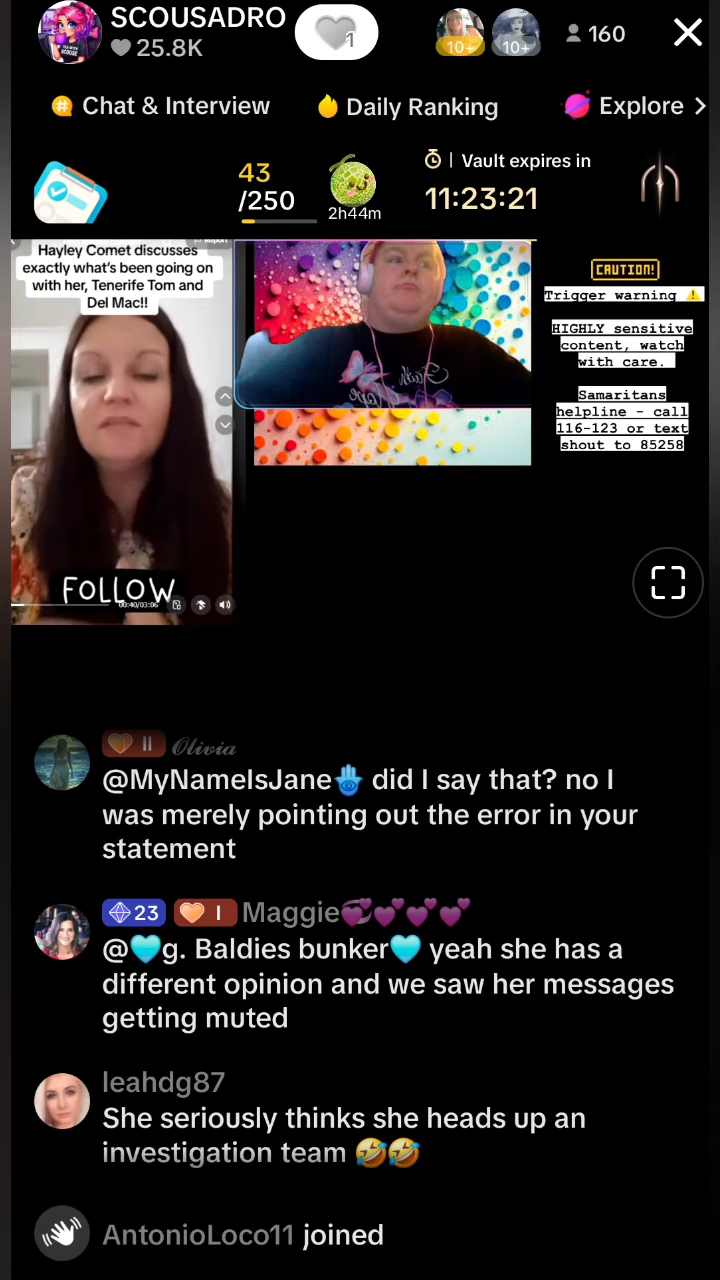 SCOUSADRO
25.8K
1
10+
10+
160
Chat & Interview
Daily Ranking
Explore
43
/250
2h44m
Vault expires in
11:23:21
Report
Hayley Comet discusses
exactly what's been going on
with her, Tenerife Tom and
Del Mac!!
FOLLOW
00:40/03:06
Faith
Hope
CAUTION!
Trigger warning ⚠️
HIGHLY sensitive
content, watch
with care.
Samaritans
helpline - call
116-123 or text
shout to 85258
II Olivia
@MyNameIsJane🪬 did I say that? no I
was merely pointing out the error in your
statement
23 I Maggie💞💕💕💕
@🩵g. Baldies bunker🩵 yeah she has a
different opinion and we saw her messages
getting muted
leahdg87
She seriously thinks she heads up an
investigation team 🤣🤣
AntonioLoco11 joined